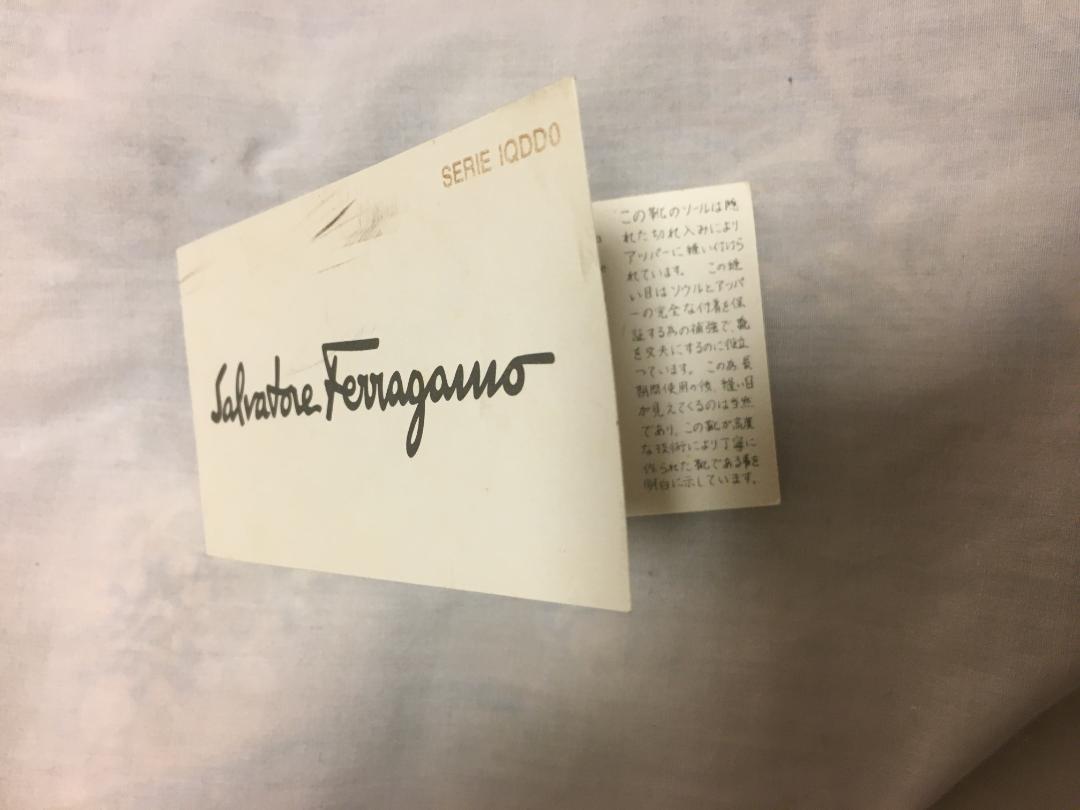 SERIE IQDD0
Salvatore Ferragamo
この靴のソールは隠
れた切れ込みにより
アッパーに縫い付けら
れています。 この縫
い目はソウルとアッパ
ーの完全な付着を保
証する為の補強で、靴
を丈夫にするのに役立
っています。 この為、長
期間使用の後、縫い目
が見えてくるのは当然
であり、この靴が高度
な技術により丁寧に
作られた靴である事を
明白に示しています。